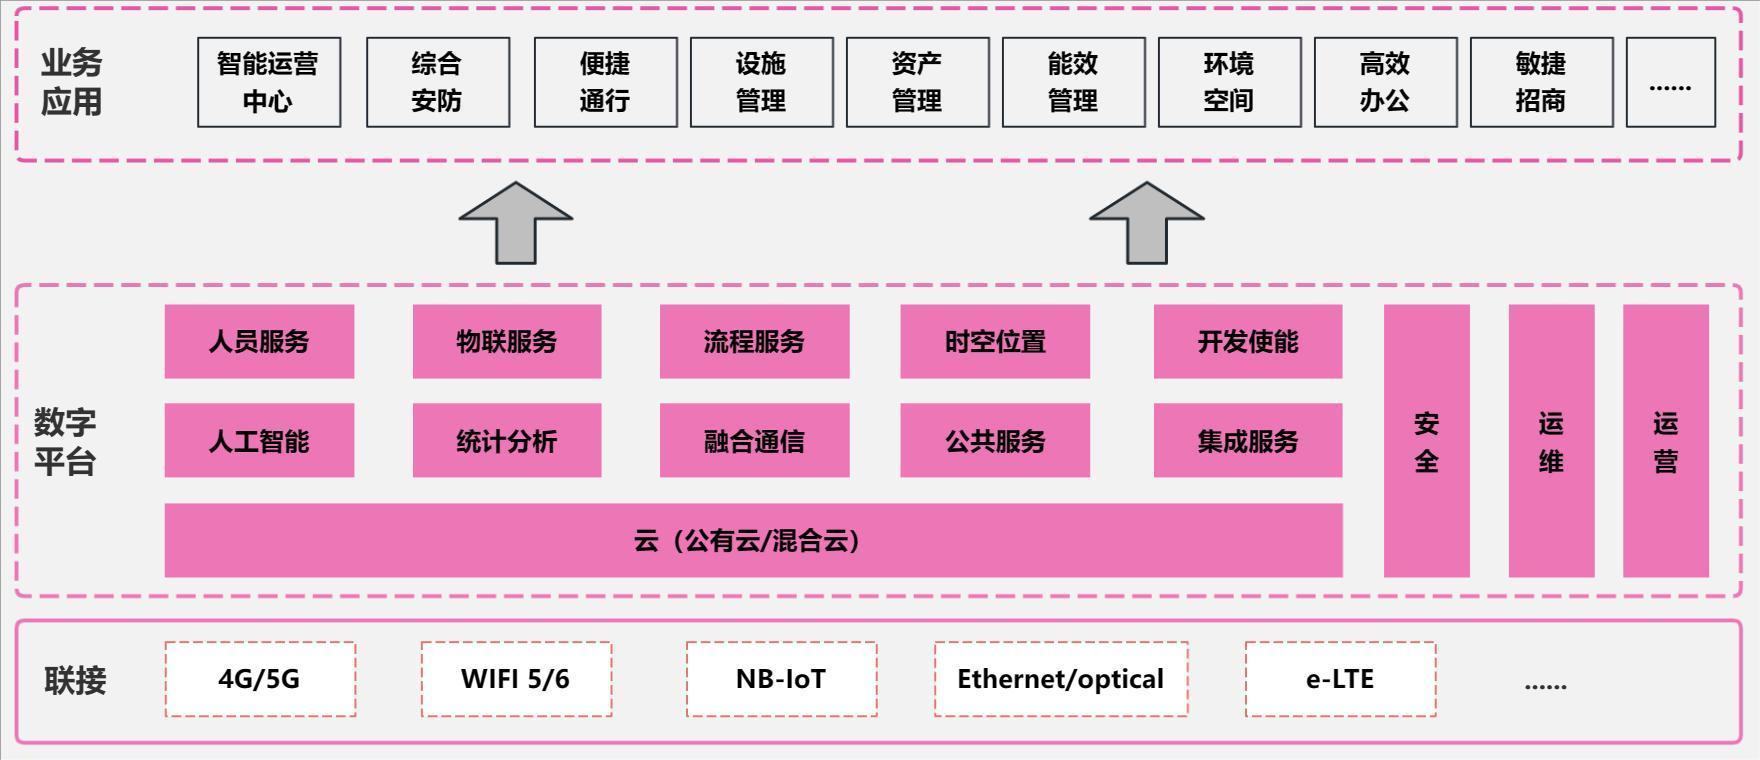 业务
应用
智能运营
中心
综合
安防
便捷
通行
设施
管理
资产
管理
能效
管理
环境
空间
高效
办公
敏捷
招商
......
数字
平台
人员服务
物联服务
流程服务
时空位置
开发使能
人工智能
统计分析
融合通信
公共服务
集成服务
云（公有云/混合云）
安
全
运
维
运
营
联接
4G/5G
WIFI 5/6
NB-IoT
Ethernet/optical
e-LTE
......